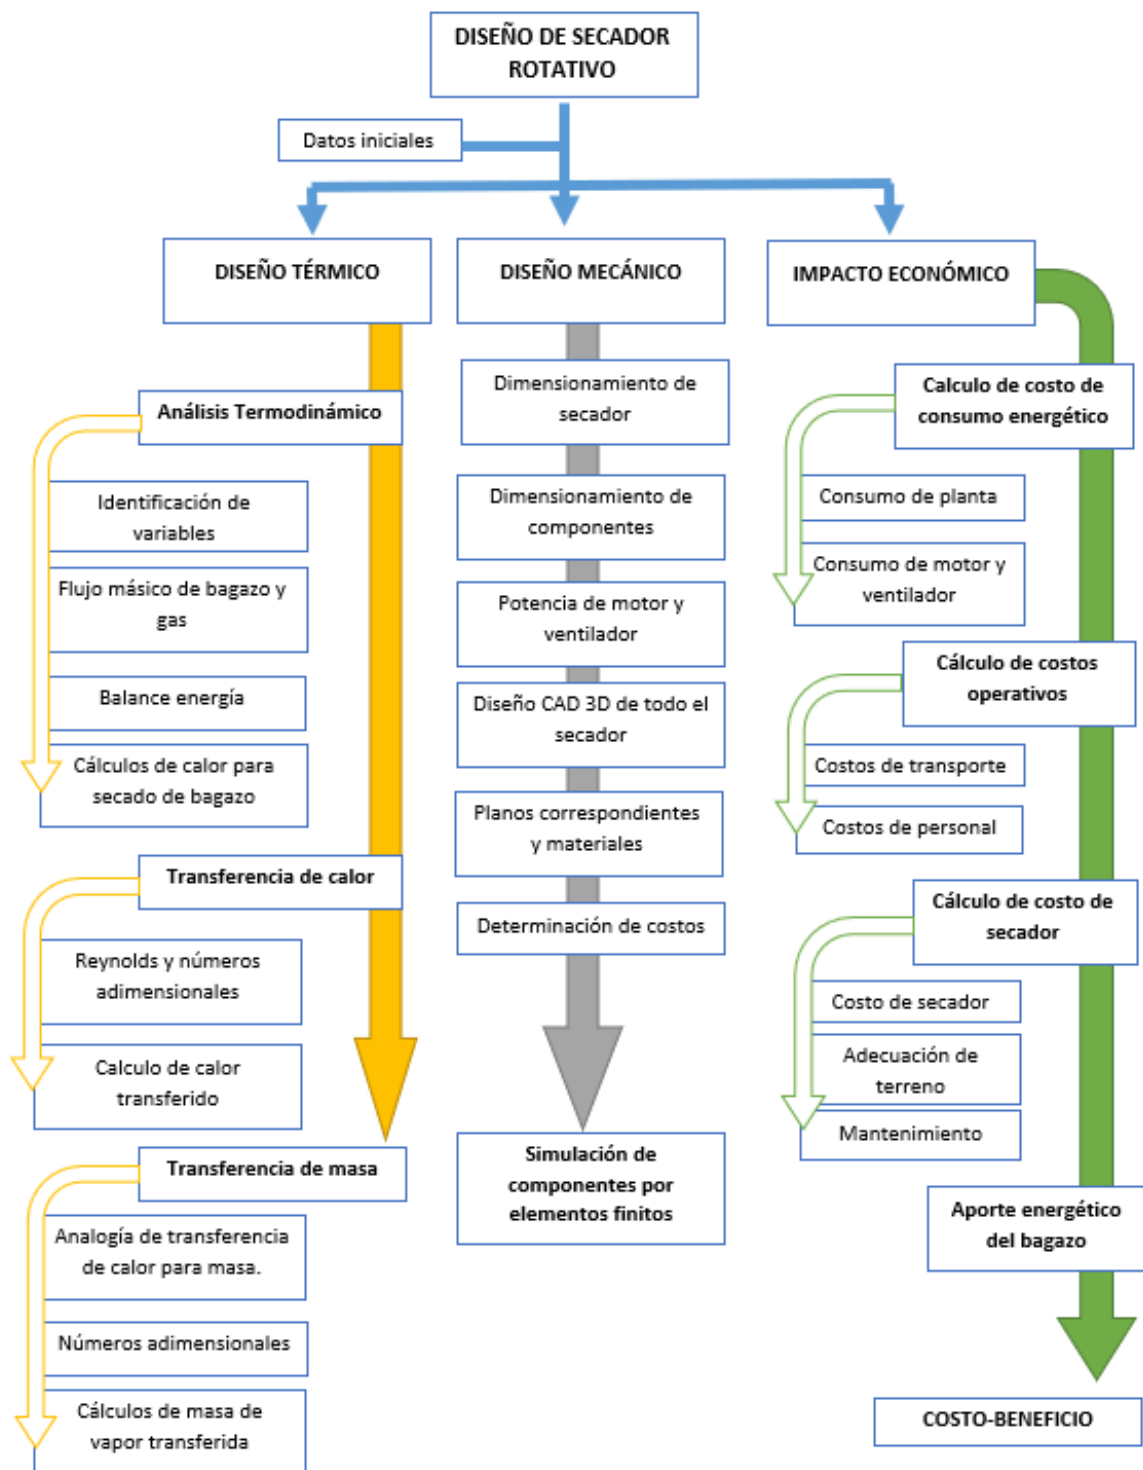 DISEÑO DE SECADOR
ROTATIVO
Datos iniciales
DISEÑO TÉRMICO
Análisis Termodinámico
Identificación de
variables
Flujo másico de bagazo y
gas
Balance energía
Cálculos de calor para
secado de bagazo
Transferencia de calor
Reynolds y números
adimensionales
Calculo de calor
transferido
Transferencia de masa
Analogía de transferencia
de calor para masa.
Números adimensionales
Cálculos de masa de
vapor transferida
DISEÑO MECÁNICO
Dimensionamiento de
secador
Dimensionamiento de
componentes
Potencia de motor y
ventilador
Diseño CAD 3D de todo el
secador
Planos correspondientes
y materiales
Determinación de costos
Simulación de
componentes por
elementos finitos
IMPACTO ECONÓMICO
Calculo de costo de
consumo energético
Consumo de planta
Consumo de motor y
ventilador
Cálculo de costos
operativos
Costos de transporte
Costos de personal
Cálculo de costo de
secador
Costo de secador
Adecuación de
terreno
Mantenimiento
Aporte energético
del bagazo
COSTO-BENEFICIO